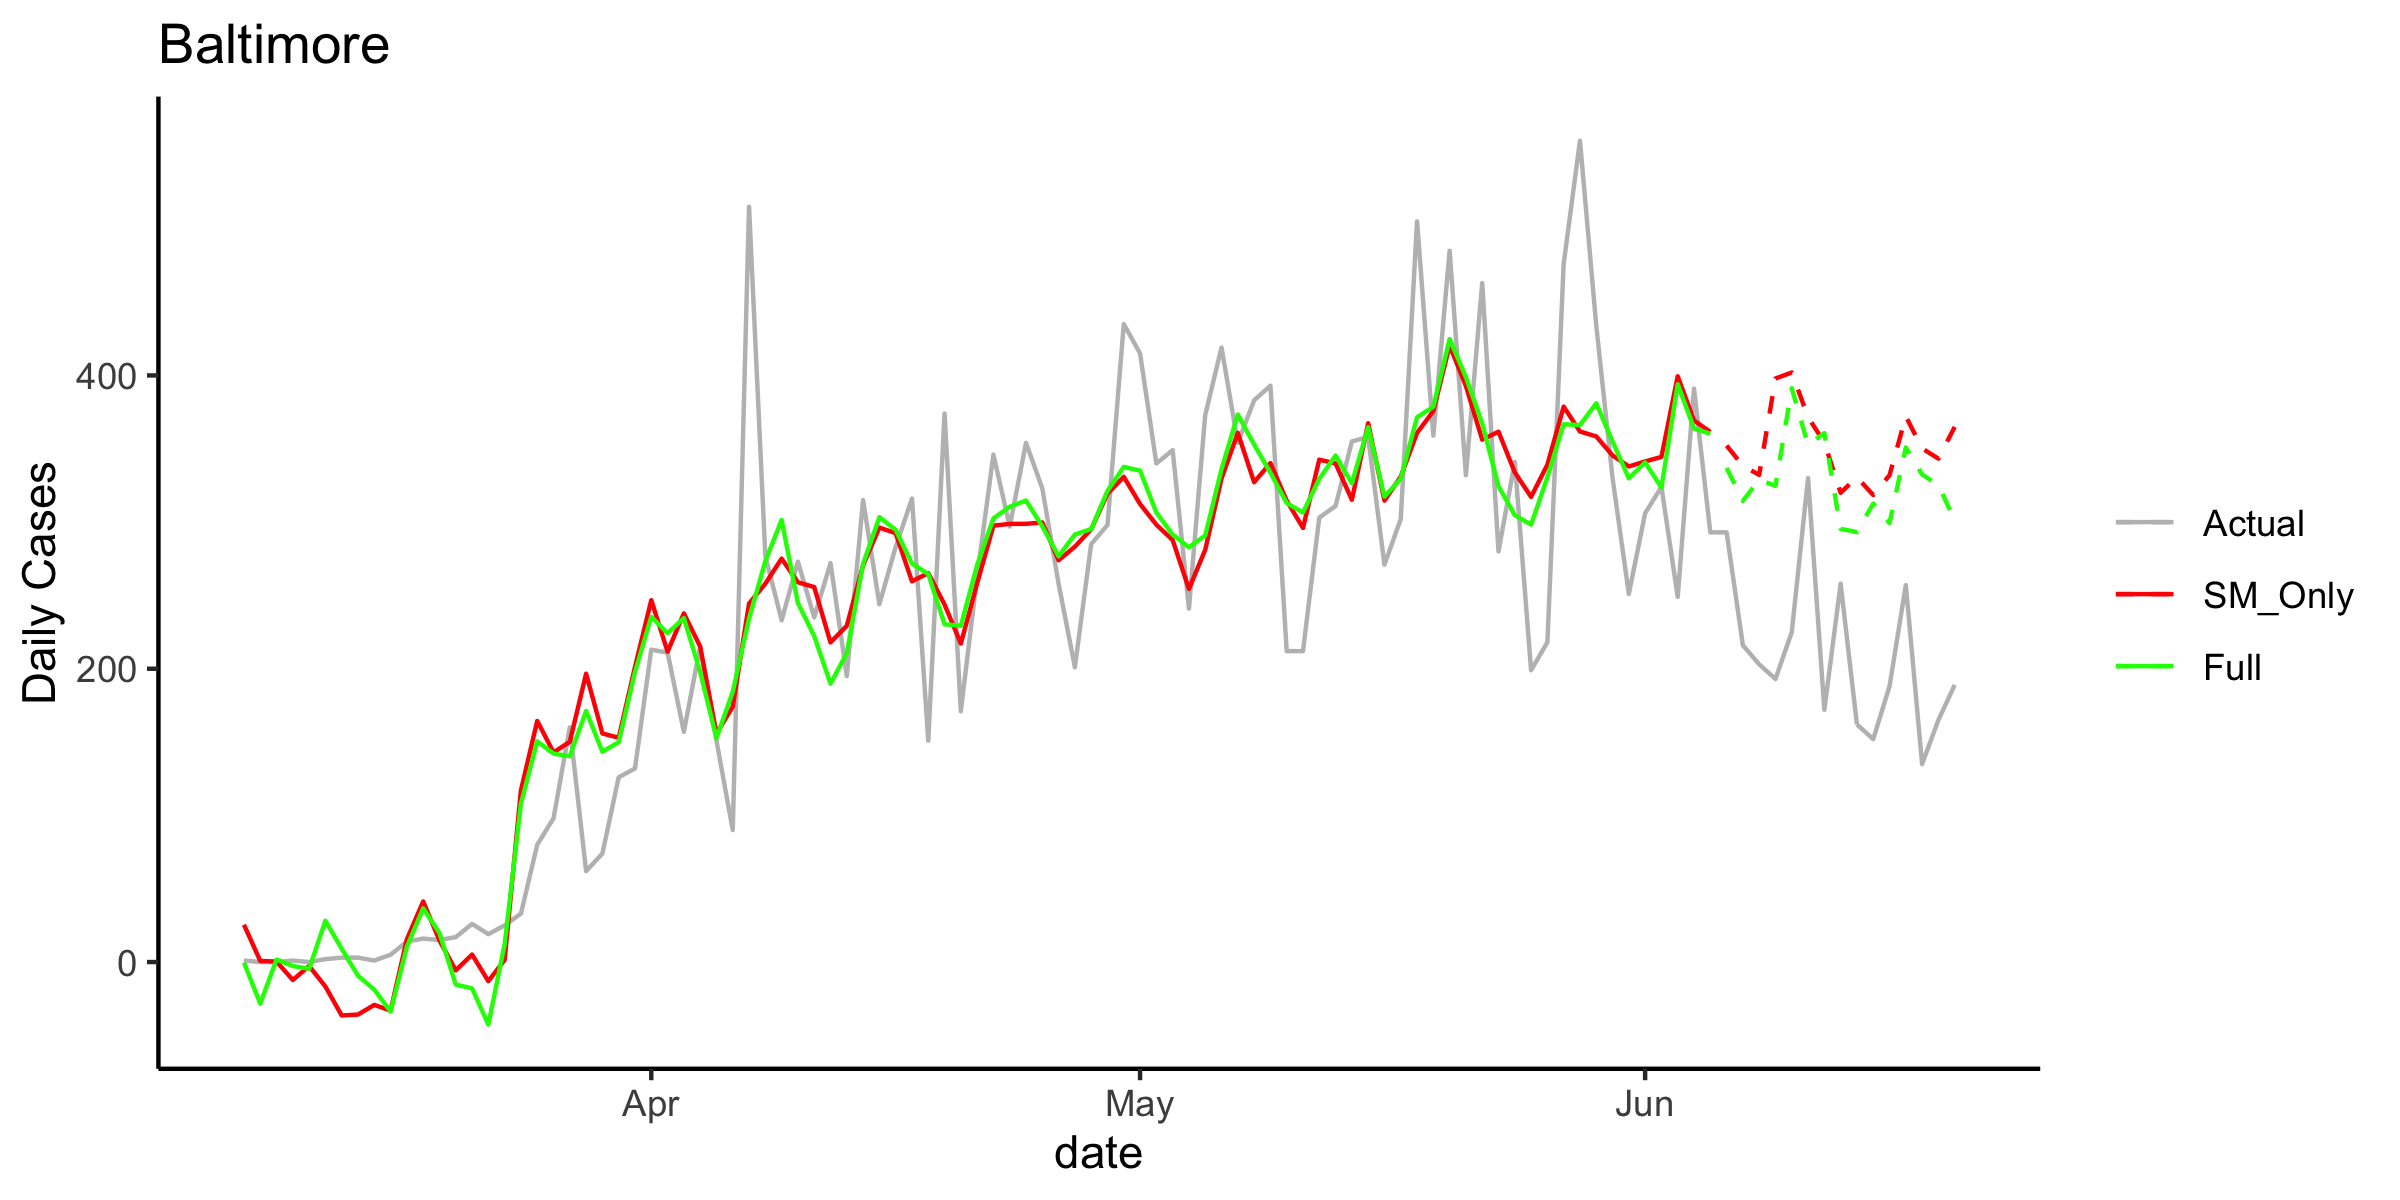 Baltimore
Daily Cases
400
200
0
Apr
May
Jun
date
Actual
SM_Only
Full